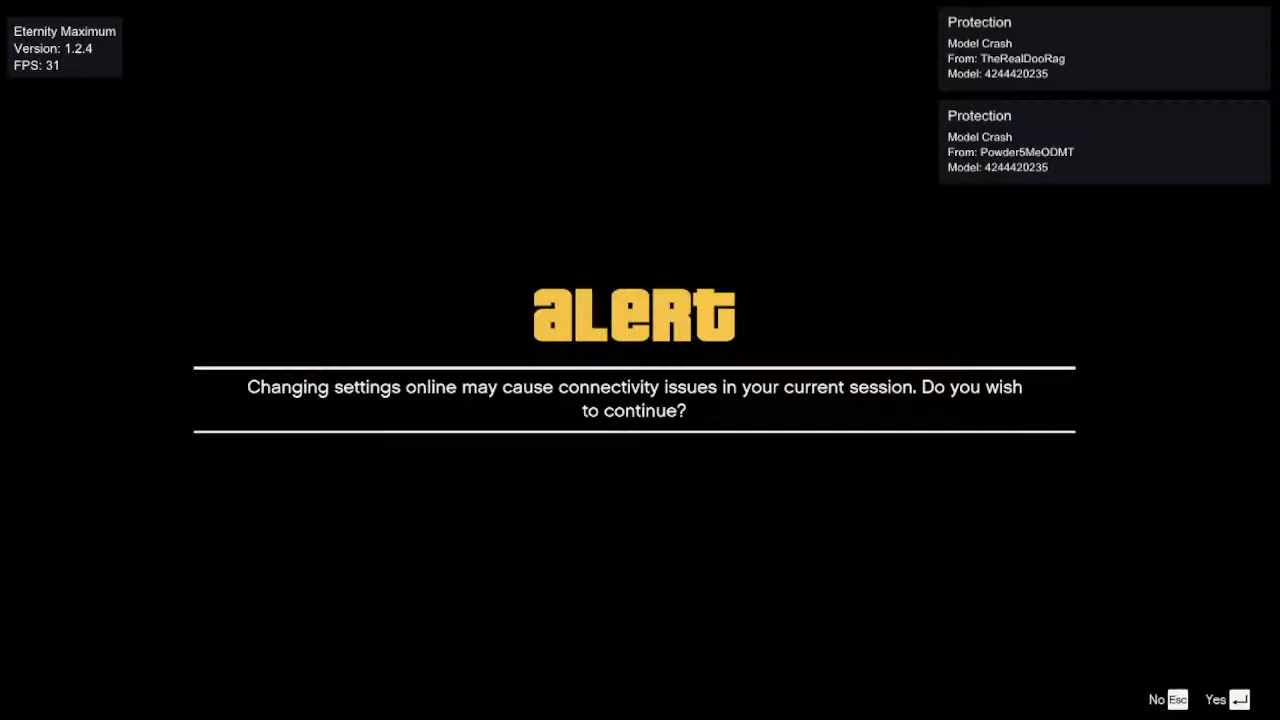 Eternity Maximum
Version: 1.2.4
FPS: 31
Protection
Model Crash
From: TheRealDooRag
Model: 4244420235
Protection
Model Crash
From: Powder5MeODMT
Model: 4244420235
alert
Changing settings online may cause connectivity issues in your current session. Do you wish
to continue?
No Esc Yes